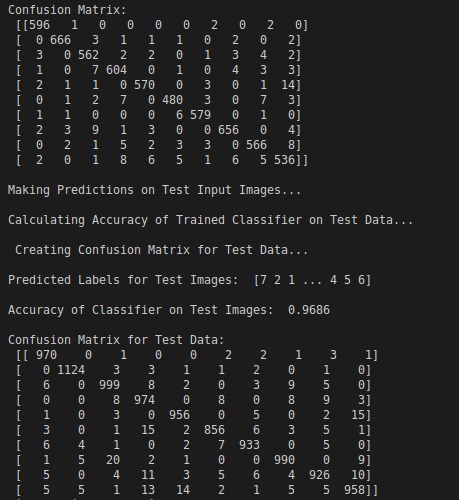 Confusion Matrix:
[[596 1 0 0 0 0 2 0 2 0]
[ 0 666 3 1 1 1 0 2 0 2]
[ 3 0 562 2 2 0 1 3 4 2]
[ 1 0 7 604 0 1 0 4 3 3]
[ 2 1 1 0 570 0 3 0 1 14]
[ 0 1 2 7 0 480 3 0 7 3]
[ 1 1 0 0 0 6 579 0 1 0]
[ 2 3 9 1 3 0 0 656 0 4]
[ 0 2 1 5 2 3 3 0 566 8]
[ 2 0 1 8 6 5 1 6 5 536]]
Making Predictions on Test Input Images...
Calculating Accuracy of Trained Classifier on Test Data...
Creating Confusion Matrix for Test Data...
Predicted Labels for Test Images: [7 2 1 ... 4 5 6]
Accuracy of Classifier on Test Images: 0.9686
Confusion Matrix for Test Data:
[[ 970 0 1 0 0 2 2 1 3 1]
[ 0 1124 3 3 1 1 2 0 1 0]
[ 6 0 999 8 2 0 3 9 5 0]
[ 0 0 8 974 0 8 0 8 9 3]
[ 1 0 3 0 956 0 5 0 2 15]
[ 3 0 1 15 2 856 6 3 5 1]
[ 6 4 1 0 2 7 933 0 5 0]
[ 1 5 20 2 1 0 0 990 0 9]
[ 5 0 4 11 3 5 6 4 926 10]
[ 5 5 1 13 14 2 1 5 5 958]]